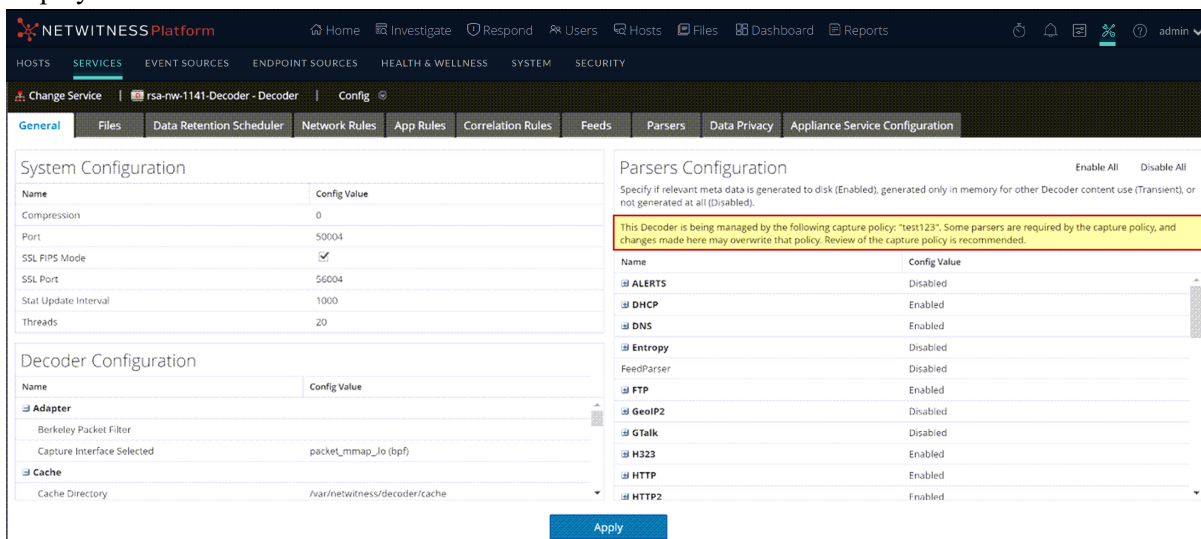 NETWITNESS Platform
Home Investigate Respond Users Hosts Files Dashboard Reports
admin
HOSTS SERVICES EVENT SOURCES ENDPOINT SOURCES HEALTH & WELLNESS SYSTEM SECURITY
Change Service | rsa-nw-1141-Decoder - Decoder | Config
General Files Data Retention Scheduler Network Rules App Rules Correlation Rules Feeds Parsers Data Privacy Appliance Service Configuration
System Configuration
Name Config Value
Compression 0
Port 50004
SSL FIPS Mode
SSL Port 56004
Stat Update Interval 1000
Threads 20
Decoder Configuration
Name Config Value
Adapter
Berkeley Packet Filter
Capture Interface Selected packet_mmap_,lo (bpf)
Cache
Cache Directory /var/netwitness/decoder/cache
Parsers Configuration
Enable All Disable All
Specify if relevant meta data is generated to disk (Enabled), generated only in memory for other Decoder content use (Transient), or
not generated at all (Disabled).
This Decoder is being managed by the following capture policy: "test123". Some parsers are required by the capture policy, and
changes made here may overwrite that policy. Review of the capture policy is recommended.
Name Config Value
ALERTS Disabled
DHCP Enabled
DNS Enabled
Entropy Disabled
FeedParser Disabled
FTP Enabled
GeoIP2 Disabled
GTalk Disabled
H323 Enabled
HTTP Enabled
HTTP2 Enabled
Apply